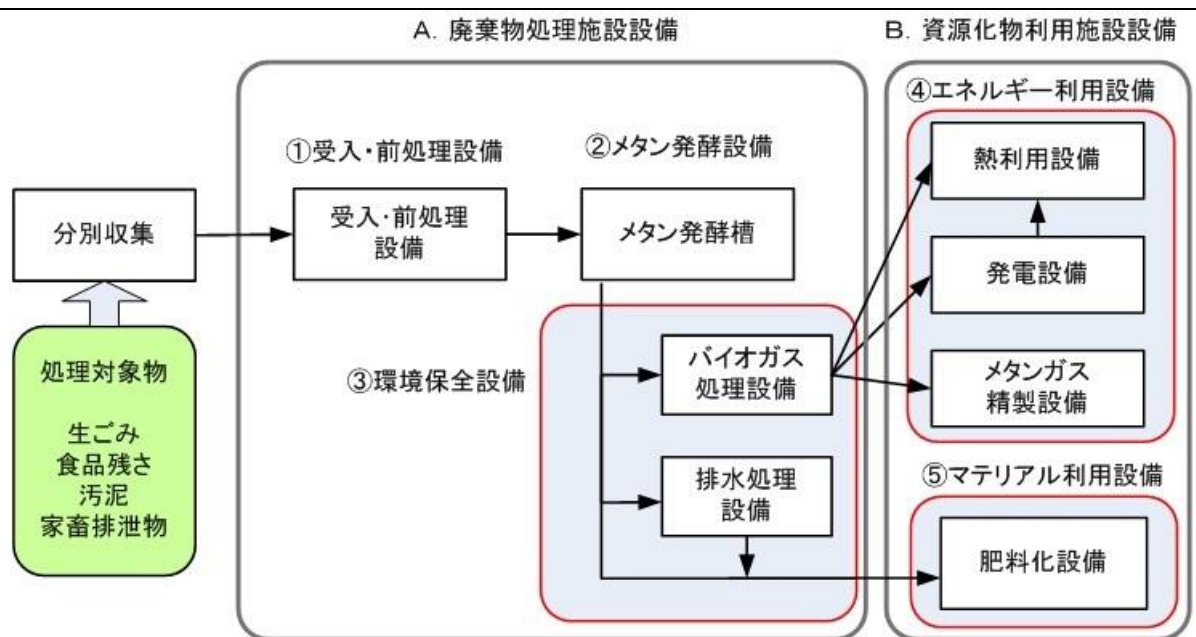 A．廃棄物処理施設設備
B．資源化物利用施設設備
①受入・前処理設備
②メタン発酵設備
④エネルギー利用設備
分別収集
受入・前処理
設備
メタン発酵槽
熱利用設備
発電設備
メタンガス
精製設備
処理対象物
生ごみ
食品残さ
汚泥
家畜排泄物
③環境保全設備
バイオガス
処理設備
排水処理
設備
⑤マテリアル利用設備
肥料化設備